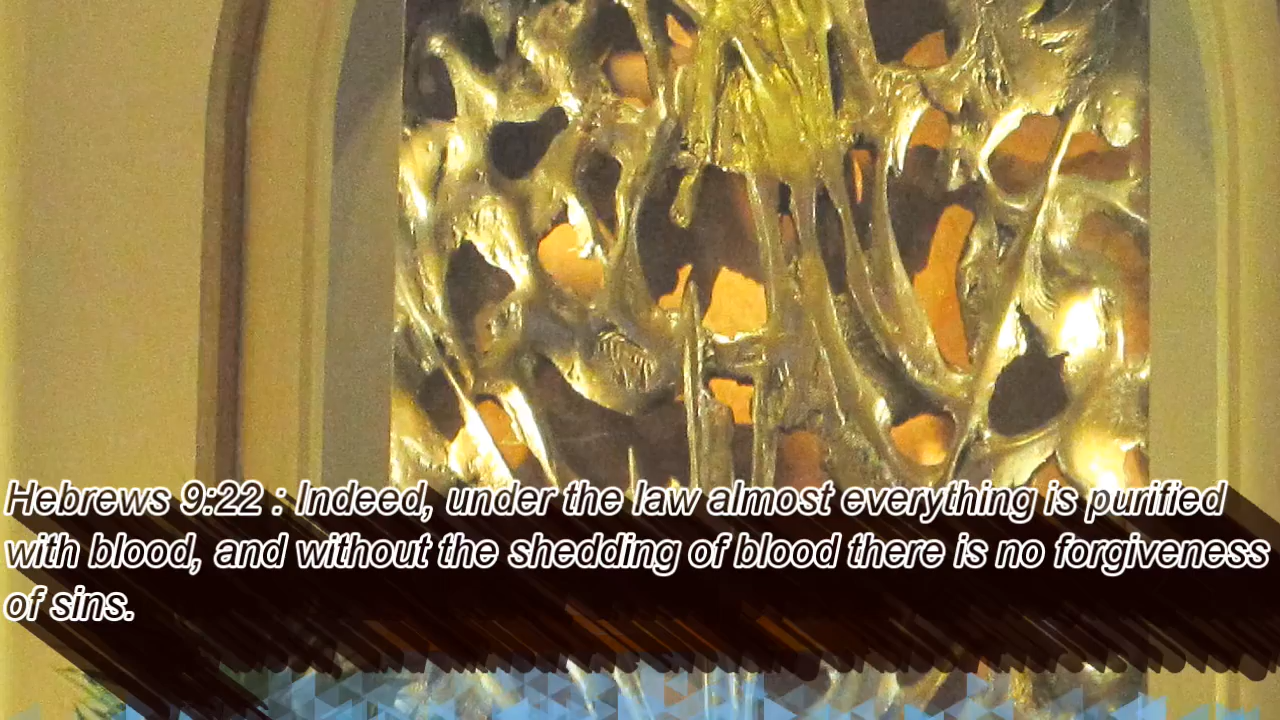 Hebrews 9:22 : Indeed, under the law almost everything is purified
with blood, and without the shedding of blood there is no forgiveness
of sins.